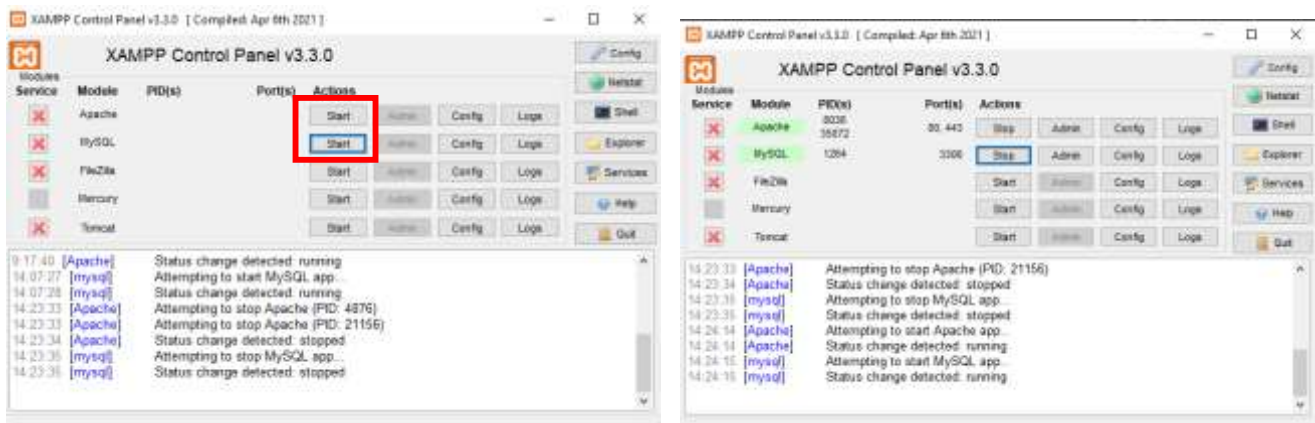 XAMPP Control Panel v3.3.0 [ Compiled: Apr 6th 2021 ]
XAMPP Control Panel v3.3.0
Config
Modules
Service Module PID(s) Port(s) Actions
Netstat
Apache Start Admin Config Logs
Shell
MySQL Start Admin Config Logs
Explorer
FileZilla Start Admin Config Logs
Services
Mercury Start Admin Config Logs
Help
Tomcat Start Admin Config Logs
Quit
9:17:40 [Apache] Status change detected: running
14:07:27 [mysql] Attempting to start MySQL app...
14:07:28 [mysql] Status change detected: running
14:23:33 [Apache] Attempting to stop Apache (PID: 4876)
14:23:33 [Apache] Attempting to stop Apache (PID: 21156)
14:23:34 [Apache] Status change detected: stopped
14:23:35 [mysql] Attempting to stop MySQL app...
14:23:35 [mysql] Status change detected: stopped
XAMPP Control Panel v3.3.0 [ Compiled: Apr 6th 2021 ]
XAMPP Control Panel v3.3.0
Config
Modules
Service Module PID(s) Port(s) Actions
Netstat
Apache 80, 443 Stop Admin Config Logs
Shell
MySQL 1284 3306 Stop Admin Config Logs
Explorer
FileZilla Start Admin Config Logs
Services
Mercury Start Admin Config Logs
Help
Tomcat Start Admin Config Logs
Quit
14:23:33 [Apache] Attempting to stop Apache (PID: 21156)
14:23:34 [Apache] Status change detected: stopped
14:23:35 [mysql] Attempting to stop MySQL app...
14:23:35 [mysql] Status change detected: stopped
14:24:14 [Apache] Attempting to start Apache app...
14:24:14 [Apache] Status change detected: running
14:24:15 [mysql] Attempting to start MySQL app...
14:24:16 [mysql] Status change detected: running